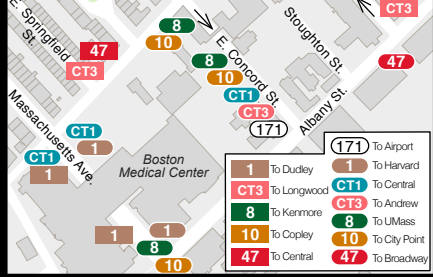 E. Springfield
St.
8
10
47
CT3
8
10
E. Concord St.
CT1
CT3
171
Stoughton St.
CT3
47
Albany St.
Massachusetts Ave.
CT1
1
CT1
1
Boston
Medical Center
1
1
8
10
1 To Dudley
CT3 To Longwood
8 To Kenmore
10 To Copley
47 To Central
171 To Airport
1 To Harvard
CT1 To Central
CT3 To Andrew
8 To UMass
10 To City Point
47 To Broadway